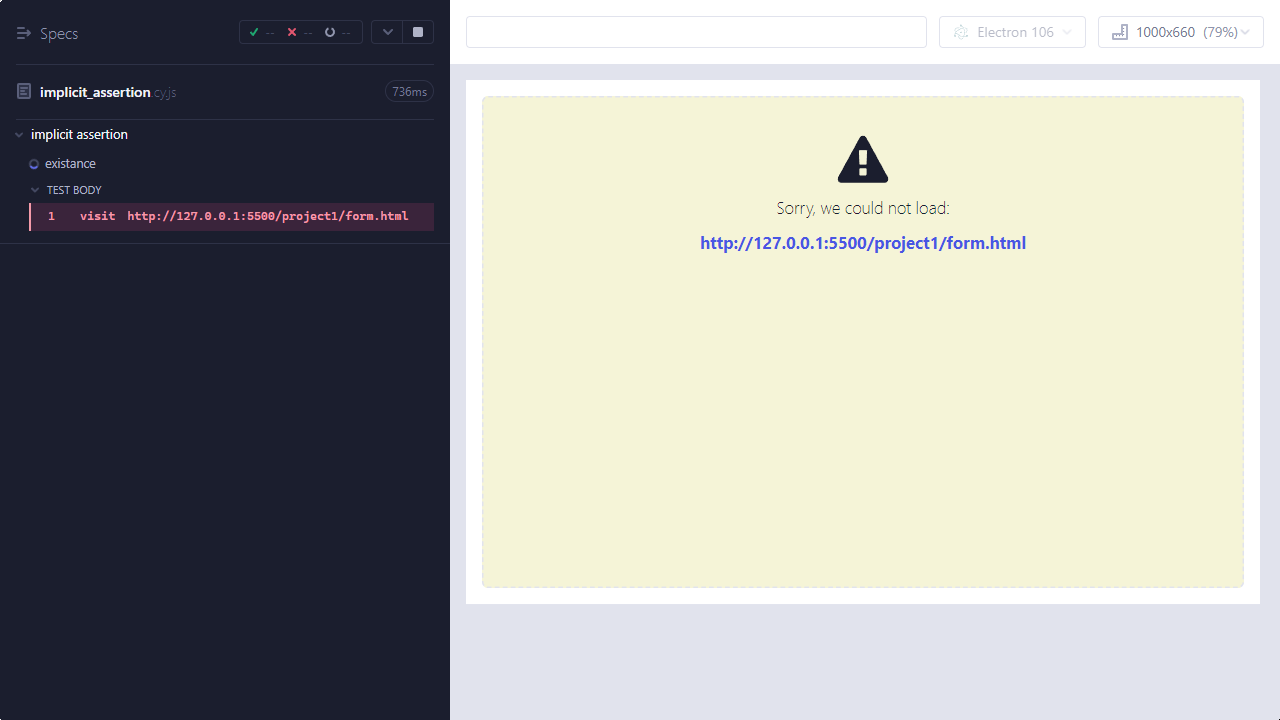 Specs
-- -- --
implicit_assertion.cy.js 736ms
implicit assertion
existance
TEST BODY
1 visit http://127.0.0.1:5500/project1/form.html
Electron 106
1000x660 (79%)
Sorry, we could not load:
http://127.0.0.1:5500/project1/form.html